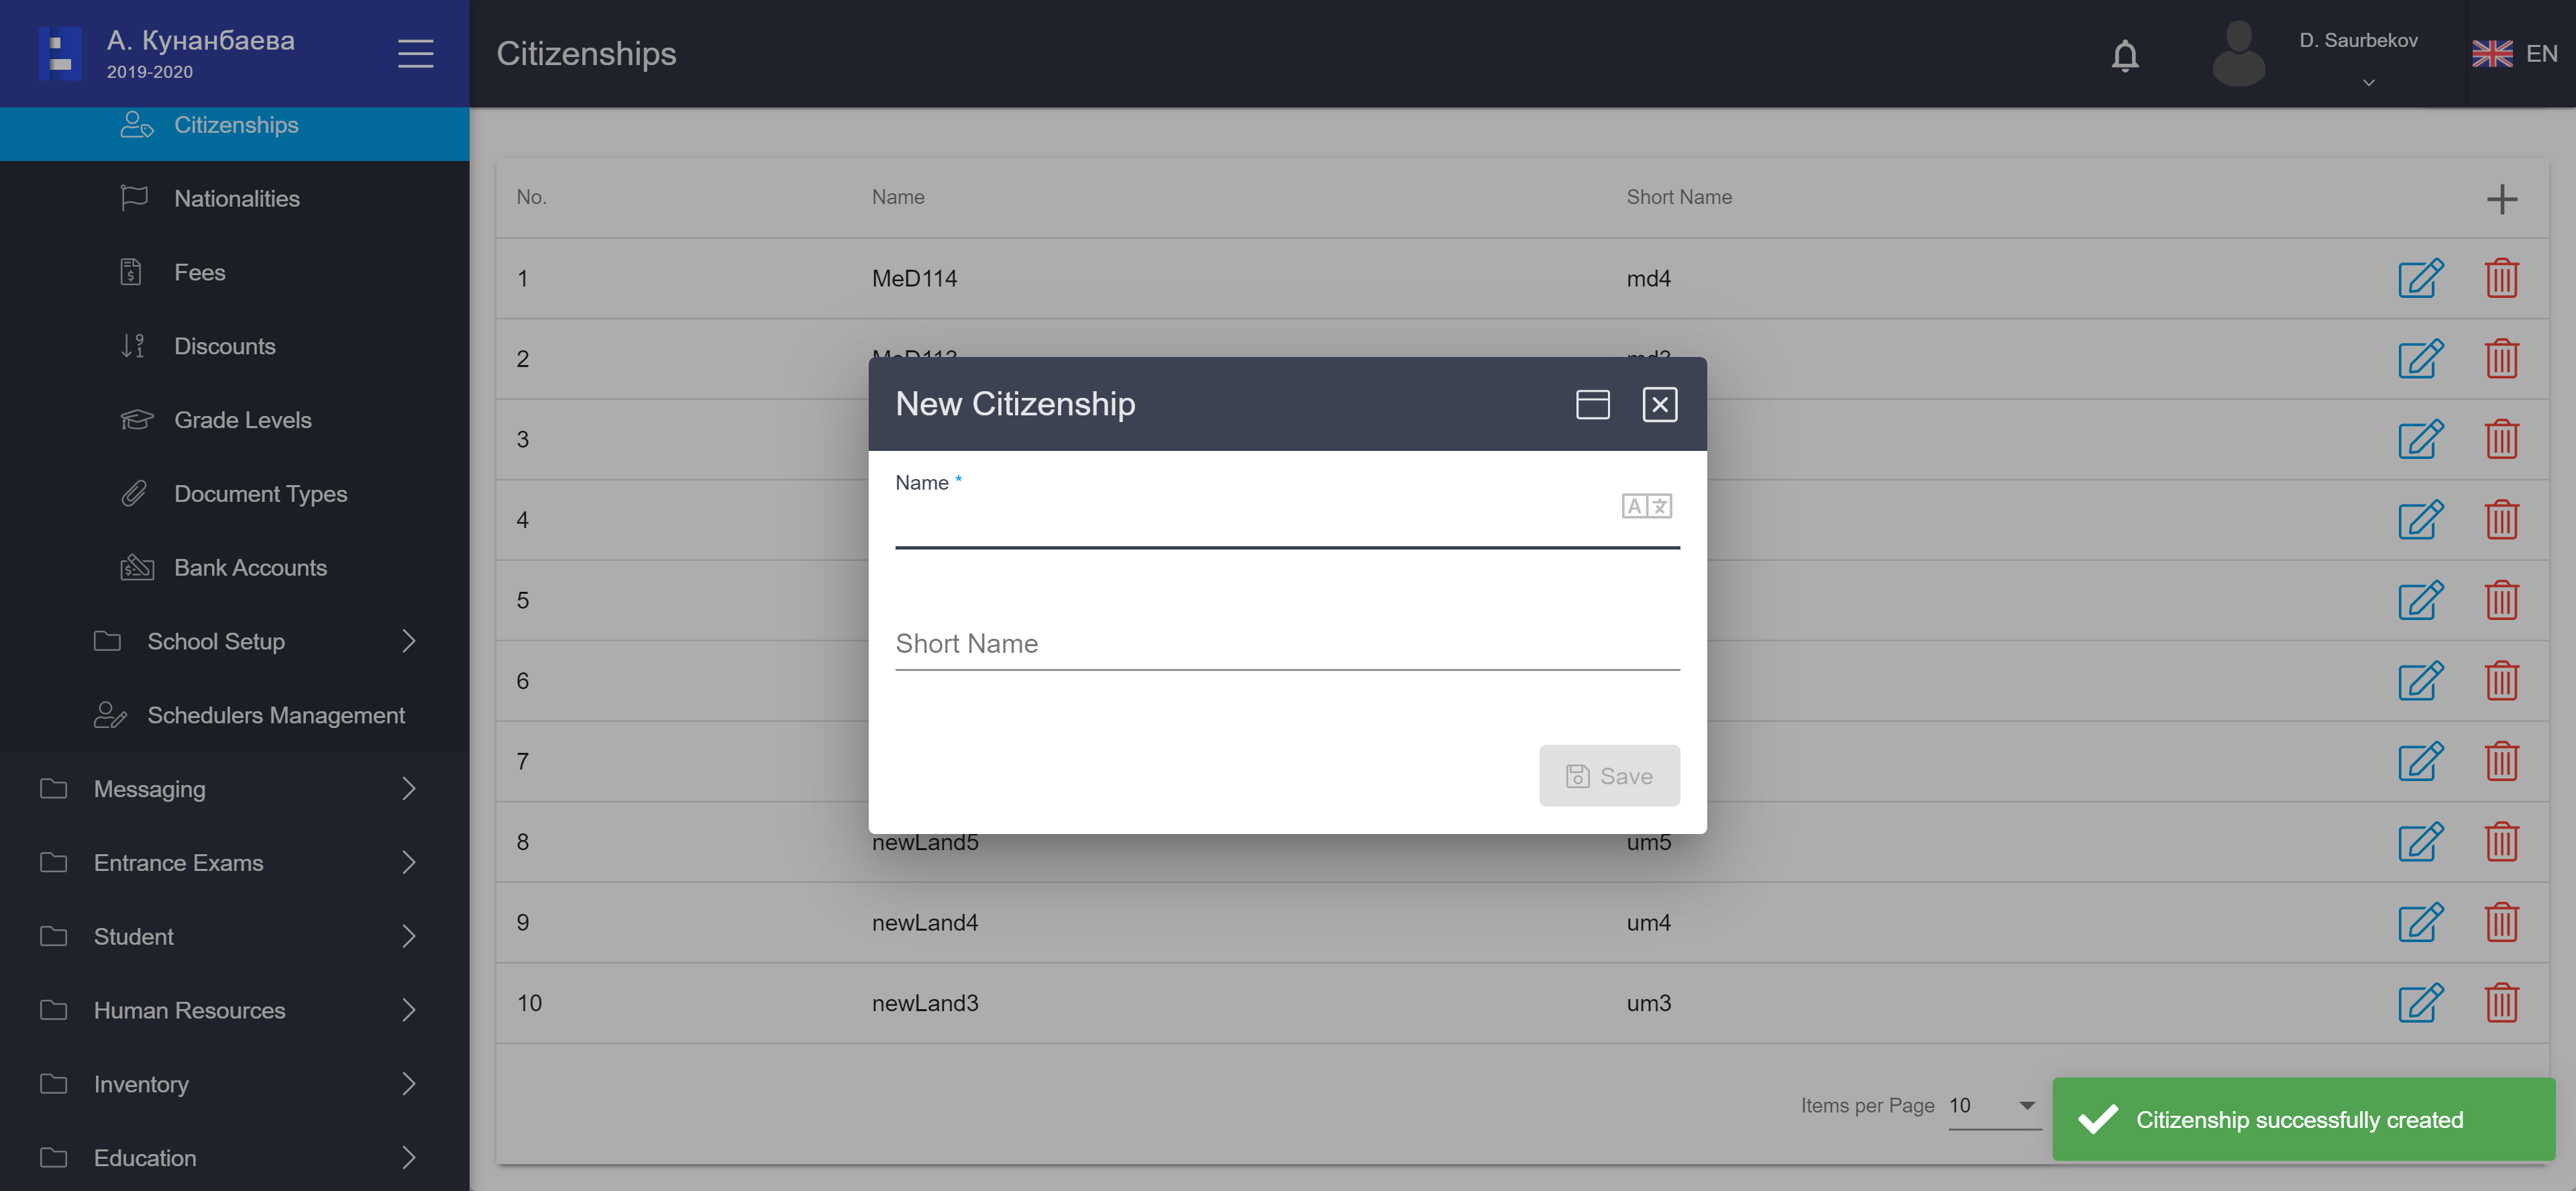 А. Кунанбаева
2019-2020
Citizenships
D. Saurbekov
EN
Citizenships
Nationalities
Fees
Discounts
Grade Levels
Document Types
Bank Accounts
School Setup
Schedulers Management
Messaging
Entrance Exams
Student
Human Resources
Inventory
Education
No. Name Short Name
1 MeD114 md4
2
3
4
5
6
7
8 newLand5 um5
9 newLand4 um4
10 newLand3 um3
New Citizenship
Name *
Short Name
Save
Items per Page 10
Citizenship successfully created